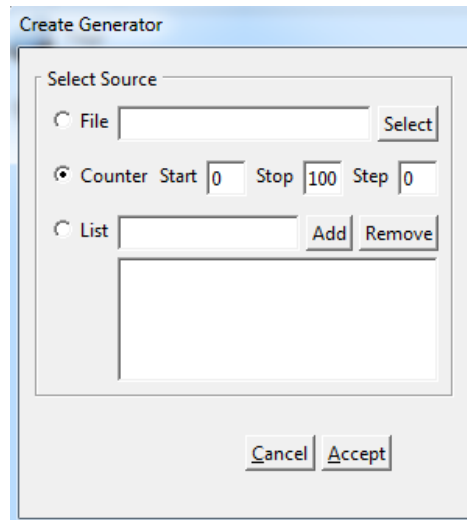 Create Generator
Select Source
File Select
Counter Start 0 Stop 100 Step 0
List Add Remove
Cancel Accept